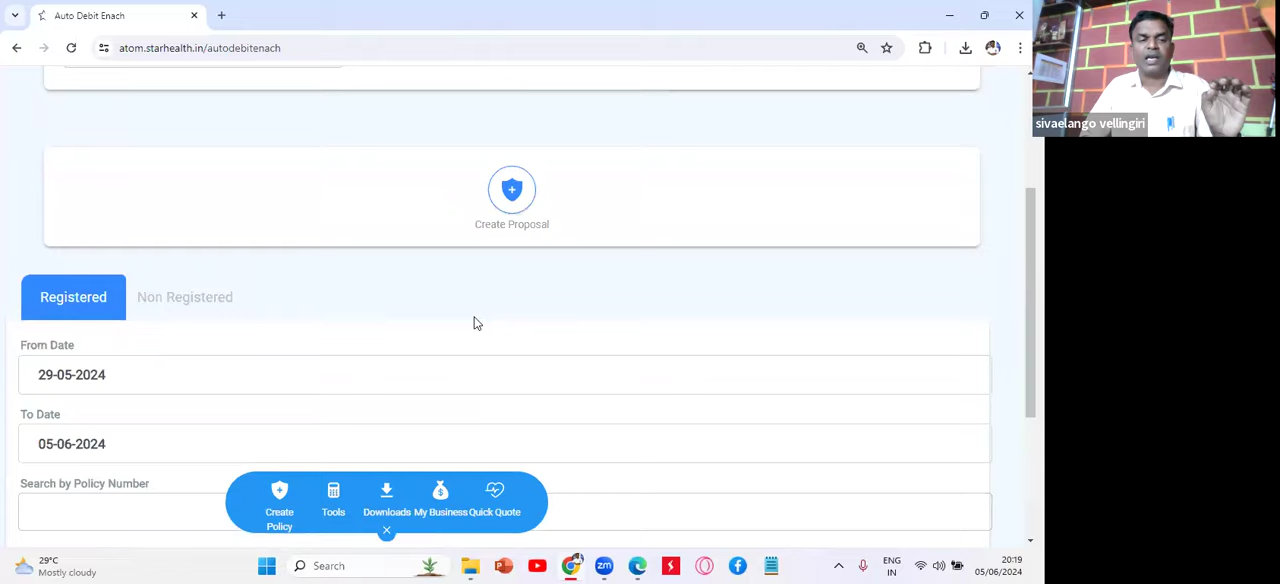 Auto Debit Enach
atom.starhealth.in/autodebitenach
sivaelango vellingiri
Create Proposal
Registered
Non Registered
From Date
29-05-2024
To Date
05-06-2024
Search by Policy Number
Create Policy
Tools
Downloads
My Business
Quick Quote
29°C
Mostly cloudy
Search
zm
ENG
IN
20:19
05/06/2024